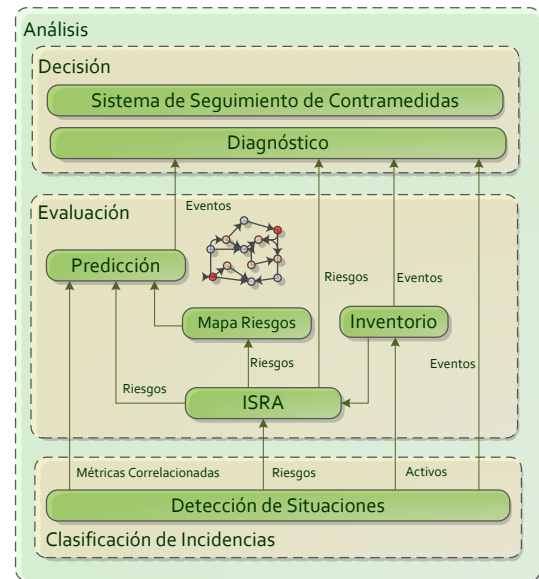 Análisis
Decisión
Sistema de Seguimiento de Contramedidas
Diagnóstico
Evaluación
Eventos
Predicción
Riesgos
Eventos
Mapa Riesgos
Inventorio
Riesgos
Eventos
Riesgos
ISRA
Métricas Correlacionadas
Riesgos
Activos
Detección de Situaciones
Clasificación de Incidencias